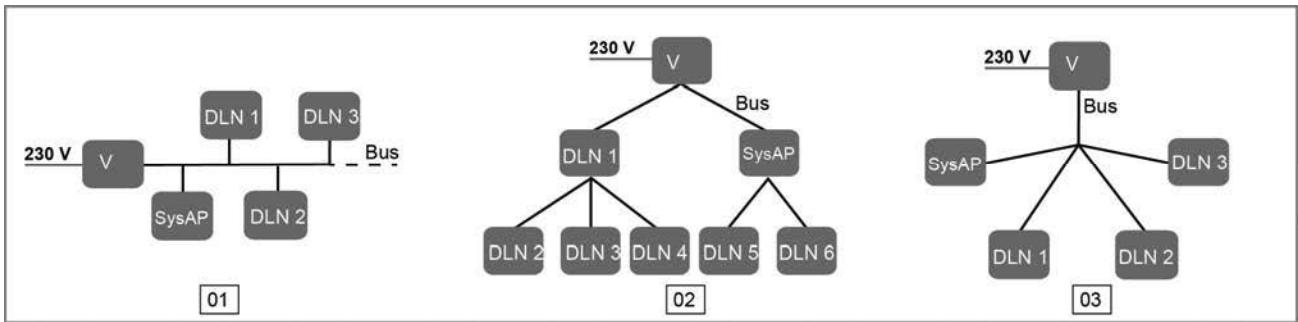 230 V
V
DLN 1
DLN 3
Bus
SysAP
DLN 2
01
230 V
V
Bus
DLN 1
SysAP
DLN 2
DLN 3
DLN 4
DLN 5
DLN 6
02
230 V
V
Bus
SysAP
DLN 3
DLN 1
DLN 2
03